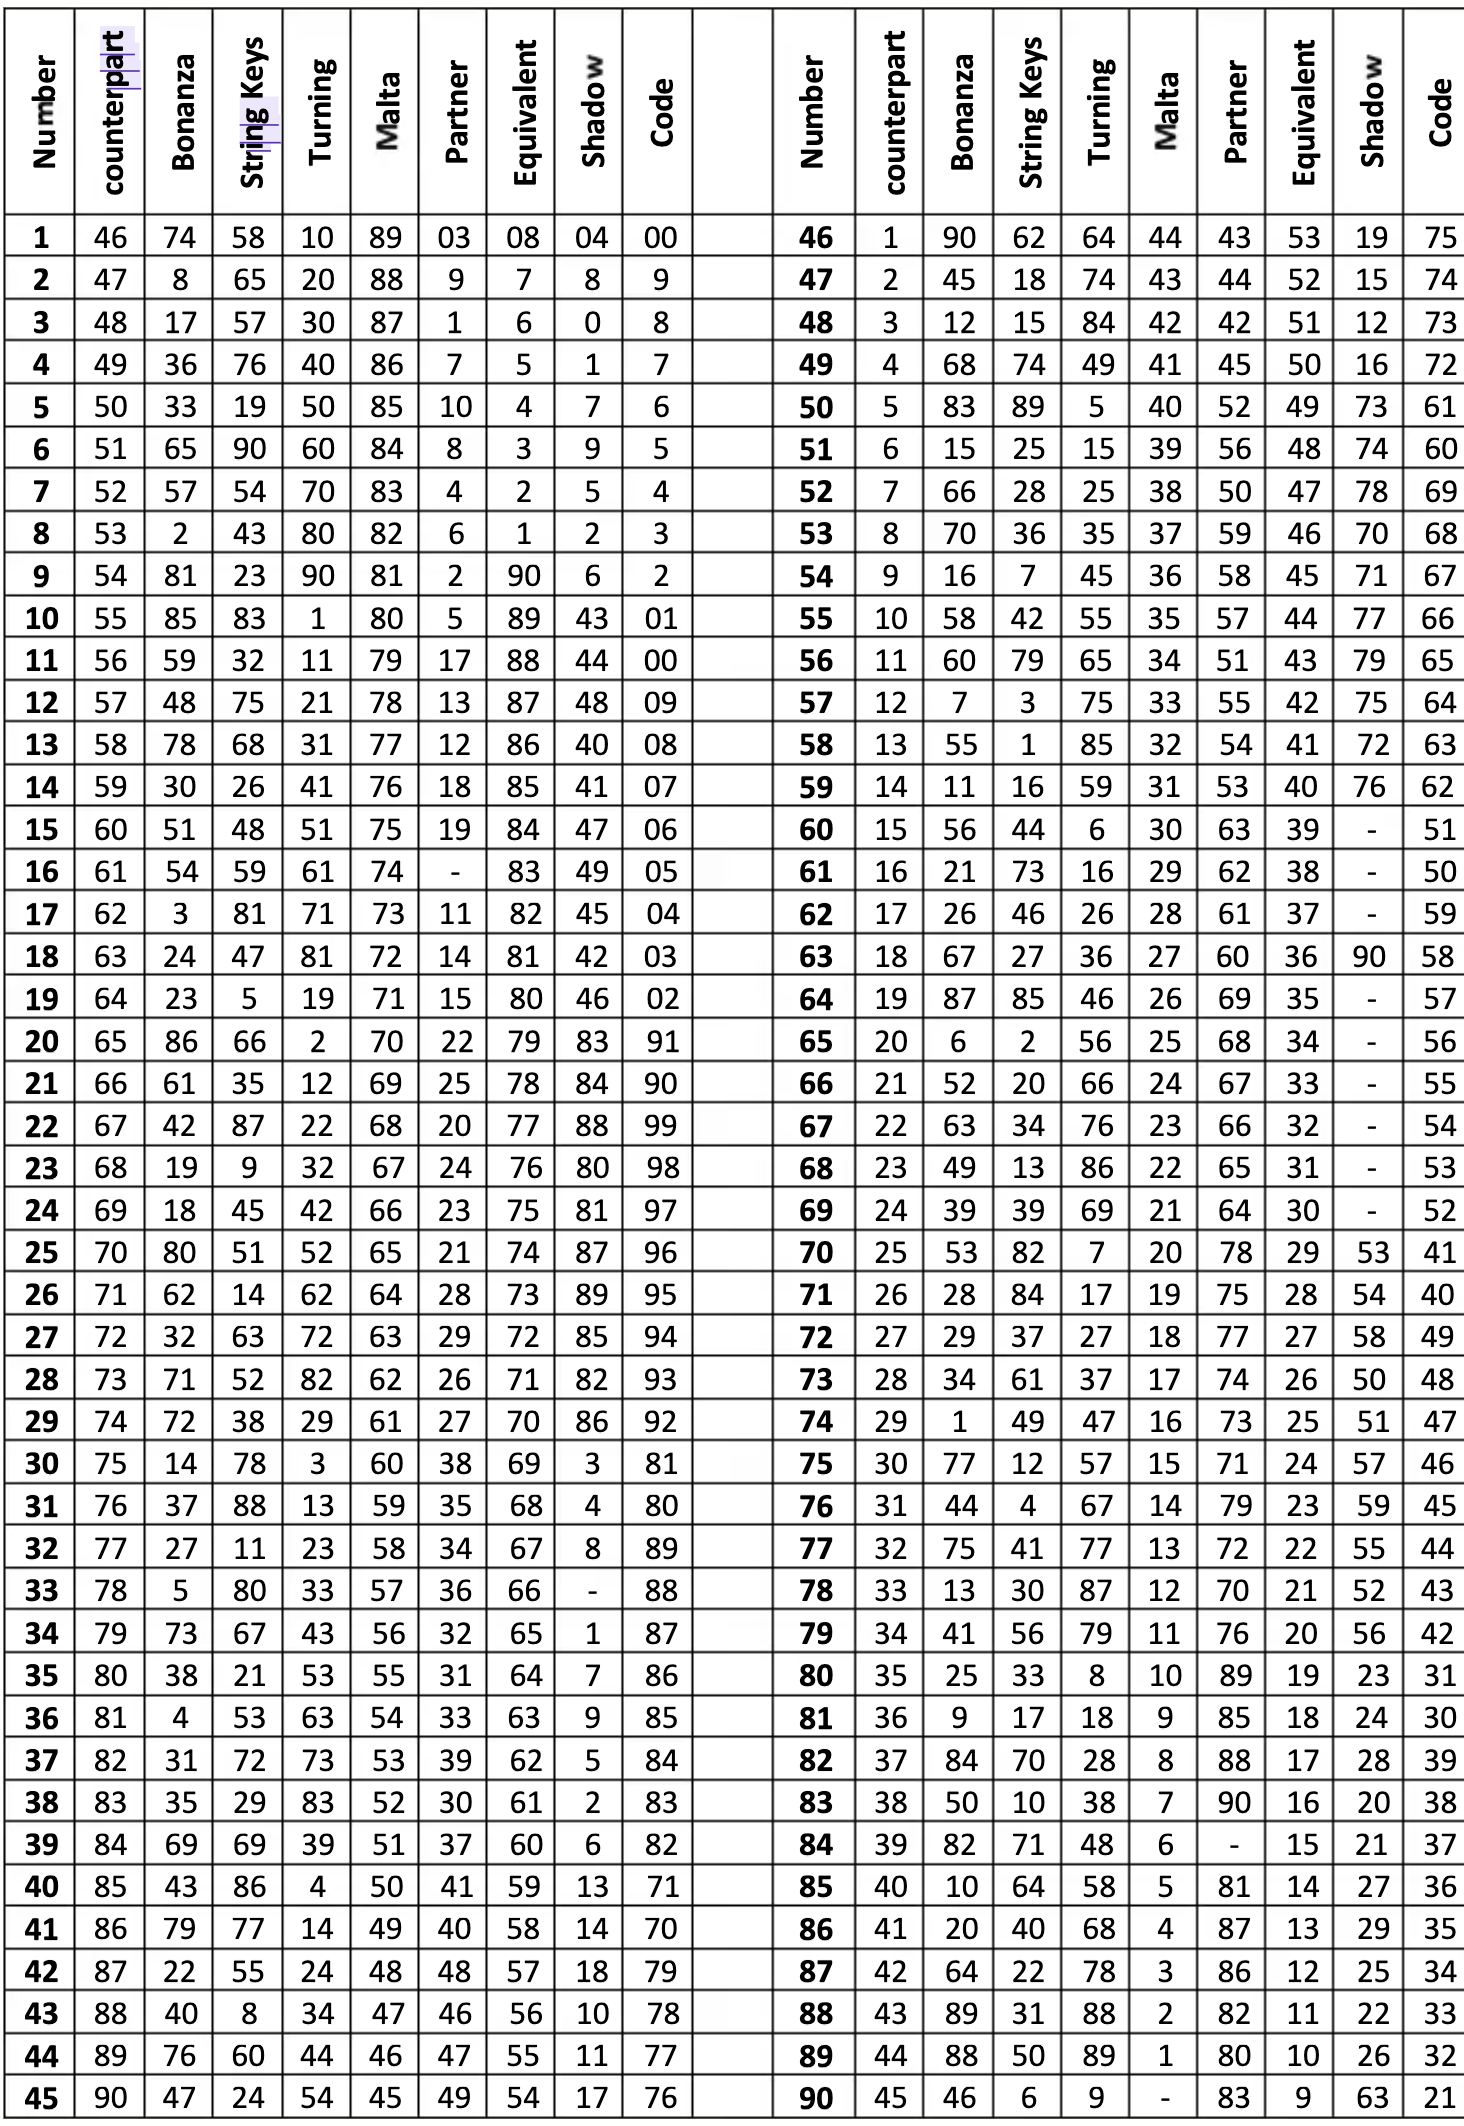 Number counterpart Bonanza String Keys Turning Malta Partner Equivalent Shadow Code Number counterpart Bonanza String Keys Turning Malta Partner Equivalent Shadow Code
1 46 74 58 10 89 03 08 04 00 46 1 90 62 64 44 43 53 19 75
2 47 8 65 20 88 9 7 8 9 47 2 45 18 74 43 44 52 15 74
3 48 17 57 30 87 1 6 0 8 48 3 12 15 84 42 42 51 12 73
4 49 36 76 40 86 7 5 1 7 49 4 68 74 49 41 45 50 16 72
5 50 33 19 50 85 10 4 7 6 50 5 83 89 5 40 52 49 73 61
6 51 65 90 60 84 8 3 9 5 51 6 15 25 15 39 56 48 74 60
7 52 57 54 70 83 4 2 5 4 52 7 66 28 25 38 50 47 78 69
8 53 2 43 80 82 6 1 2 3 53 8 70 36 35 37 59 46 70 68
9 54 81 23 90 81 2 90 6 2 54 9 16 7 45 36 58 45 71 67
10 55 85 83 1 80 5 89 43 01 55 10 58 42 55 35 57 44 77 66
11 56 59 32 11 79 17 88 44 00 56 11 60 79 65 34 51 43 79 65
12 57 48 75 21 78 13 87 48 09 57 12 7 3 75 33 55 42 75 64
13 58 78 68 31 77 12 86 40 08 58 13 55 1 85 32 54 41 72 63
14 59 30 26 41 76 18 85 41 07 59 14 11 16 59 31 53 40 76 62
15 60 51 48 51 75 19 84 47 06 60 15 56 44 6 30 63 39 - 51
16 61 54 59 61 74 - 83 49 05 61 16 21 73 16 29 62 38 - 50
17 62 3 81 71 73 11 82 45 04 62 17 26 46 26 28 61 37 - 59
18 63 24 47 81 72 14 81 42 03 63 18 67 27 36 27 60 36 90 58
19 64 23 5 19 71 15 80 46 02 64 19 87 85 46 26 69 35 - 57
20 65 86 66 2 70 22 79 83 91 65 20 6 2 56 25 68 34 - 56
21 66 61 35 12 69 25 78 84 90 66 21 52 20 66 24 67 33 - 55
22 67 42 87 22 68 20 77 88 99 67 22 63 34 76 23 66 32 - 54
23 68 19 9 32 67 24 76 80 98 68 23 49 13 86 22 65 31 - 53
24 69 18 45 42 66 23 75 81 97 69 24 39 39 69 21 64 30 - 52
25 70 80 51 52 65 21 74 87 96 70 25 53 82 7 20 78 29 53 41
26 71 62 14 62 64 28 73 89 95 71 26 28 84 17 19 75 28 54 40
27 72 32 63 72 63 29 72 85 94 72 27 29 37 27 18 77 27 58 49
28 73 71 52 82 62 26 71 82 93 73 28 34 61 37 17 74 26 50 48
29 74 72 38 29 61 27 70 86 92 74 29 1 49 47 16 73 25 51 47
30 75 14 78 3 60 38 69 3 81 75 30 77 12 57 15 71 24 57 46
31 76 37 88 13 59 35 68 4 80 76 31 44 4 67 14 79 23 59 45
32 77 27 11 23 58 34 67 8 89 77 32 75 41 77 13 72 22 55 44
33 78 5 80 33 57 36 66 - 88 78 33 13 30 87 12 70 21 52 43
34 79 73 67 43 56 32 65 1 87 79 34 41 56 79 11 76 20 56 42
35 80 38 21 53 55 31 64 7 86 80 35 25 33 8 10 89 19 23 31
36 81 4 53 63 54 33 63 9 85 81 36 9 17 18 9 85 18 24 30
37 82 31 72 73 53 39 62 5 84 82 37 84 70 28 8 88 17 28 39
38 83 35 29 83 52 30 61 2 83 83 38 50 10 38 7 90 16 20 38
39 84 69 69 39 51 37 60 6 82 84 39 82 71 48 6 - 15 21 37
40 85 43 86 4 50 41 59 13 71 85 40 10 64 58 5 81 14 27 36
41 86 79 77 14 49 40 58 14 70 86 41 20 40 68 4 87 13 29 35
42 87 22 55 24 48 48 57 18 79 87 42 64 22 78 3 86 12 25 34
43 88 40 8 34 47 46 56 10 78 88 43 89 31 88 2 82 11 22 33
44 89 76 60 44 46 47 55 11 77 89 44 88 50 89 1 80 10 26 32
45 90 47 24 54 45 49 54 17 76 90 45 46 6 9 - 83 9 63 21